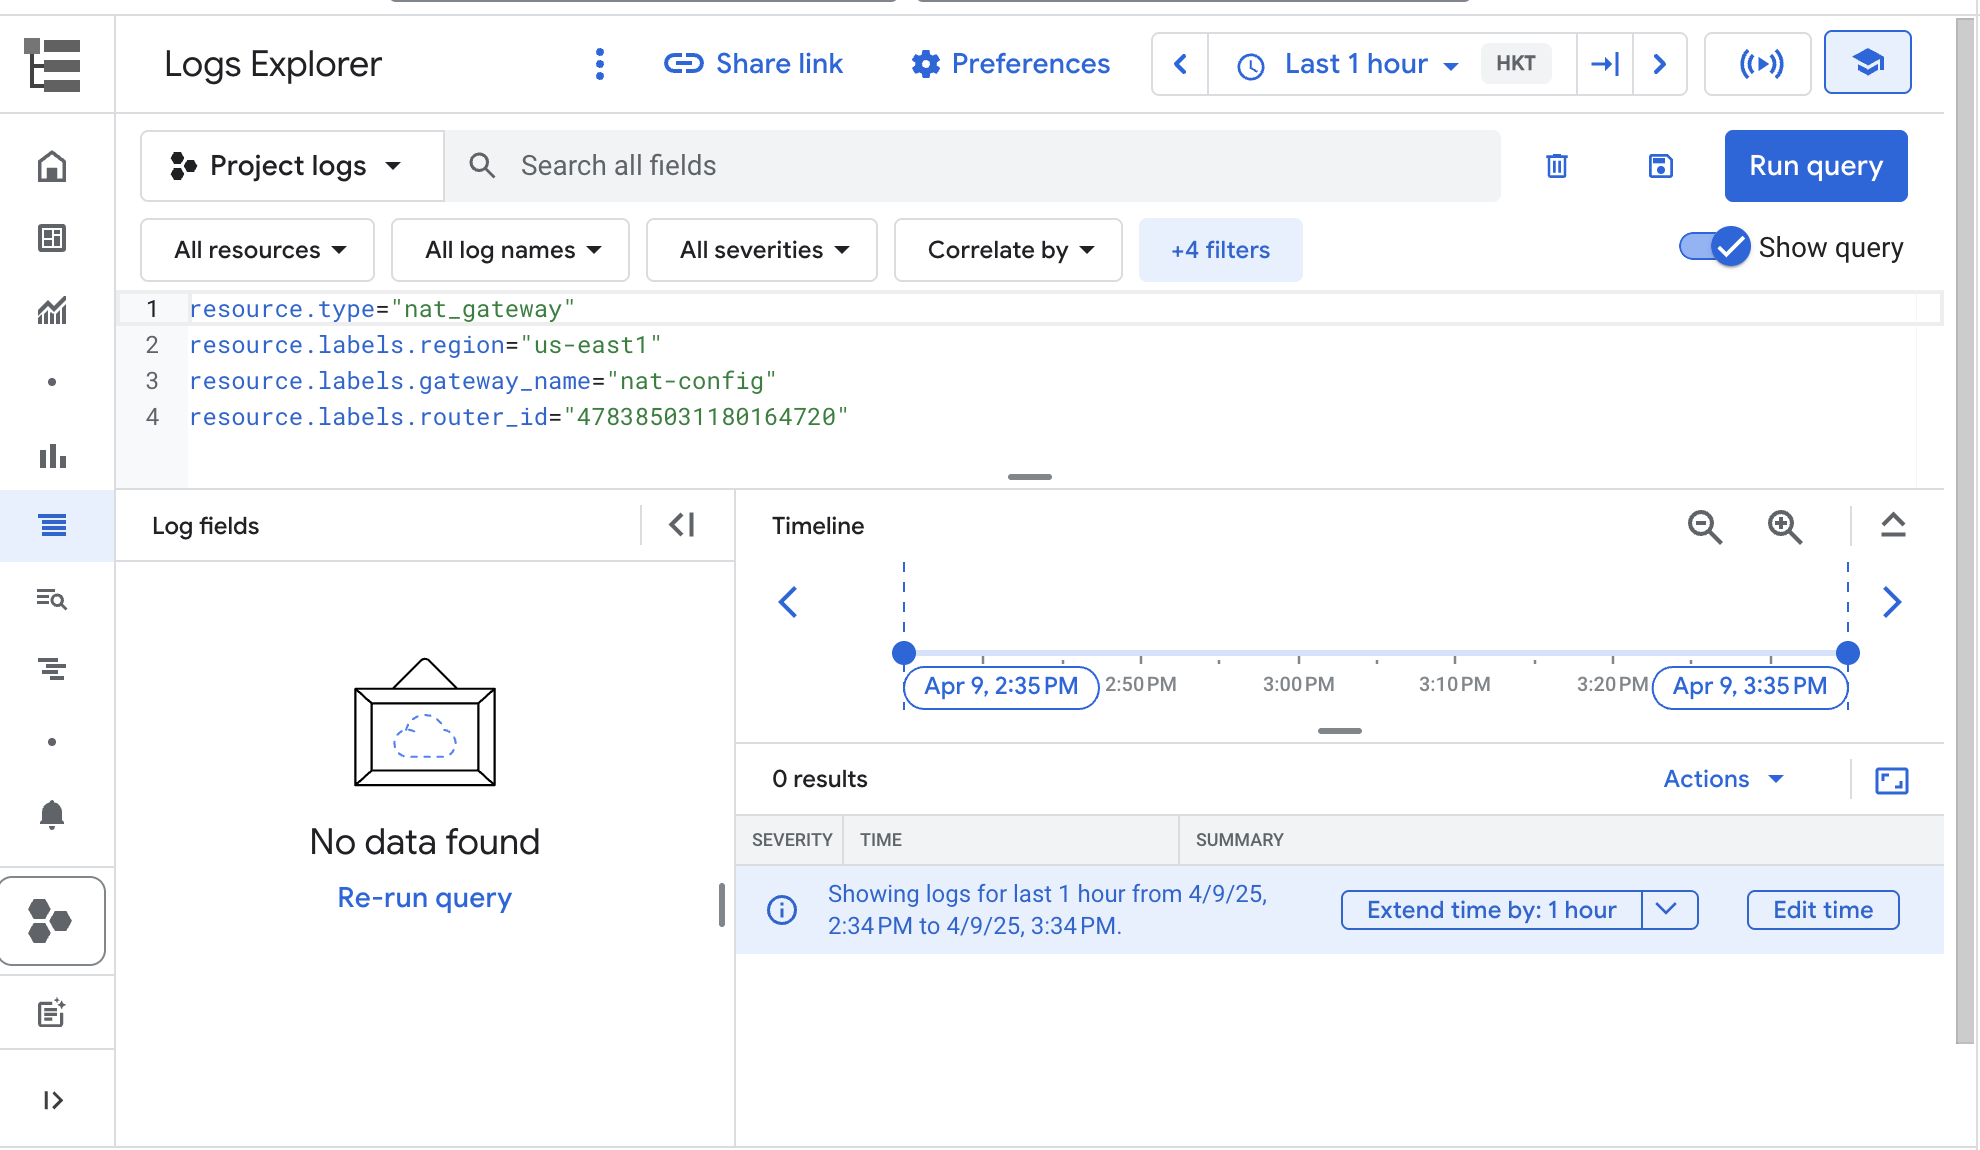 Logs Explorer
Share link
Preferences
Last 1 hour
HKT
Project logs
Search all fields
Run query
All resources
All log names
All severities
Correlate by
+4 filters
Show query
1 resource.type="nat_gateway"
2 resource.labels.region="us-east1"
3 resource.labels.gateway_name="nat-config"
4 resource.labels.router_id="478385031180164720"
Log fields
No data found
Re-run query
Timeline
Apr 9, 2:35 PM
2:50 PM
3:00 PM
3:10 PM
3:20 PM
Apr 9, 3:35 PM
0 results
Actions
SEVERITY
TIME
SUMMARY
Showing logs for last 1 hour from 4/9/25,
2:34 PM to 4/9/25, 3:34 PM.
Extend time by: 1 hour
Edit time